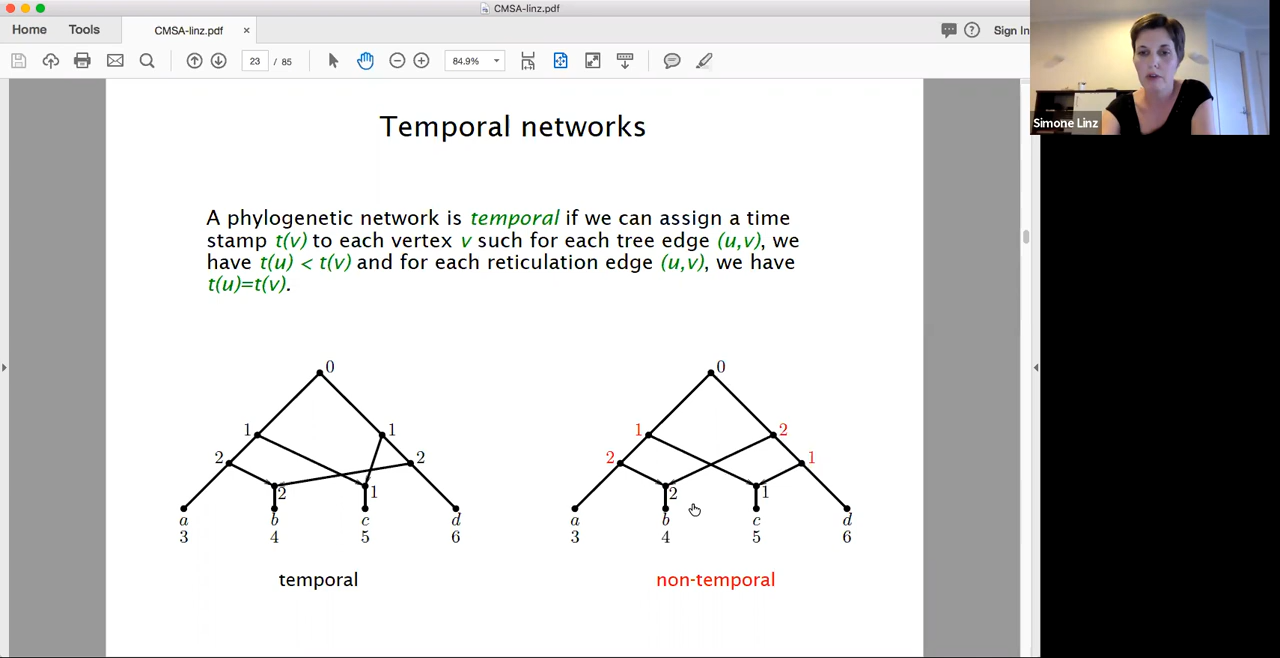 CMSA-linz.pdf
Home Tools CMSA-linz.pdf × Sign In
23 / 85 84.9%
Simone Linz
Temporal networks
A phylogenetic network is temporal if we can assign a time
stamp t(v) to each vertex v such for each tree edge (u,v), we
have t(u) < t(v) and for each reticulation edge (u,v), we have
t(u)=t(v).
0 0
1 1 1 2
2 2 2 1
2 1 2 1
a b c d a b c d
3 4 5 6 3 4 5 6
temporal non-temporal